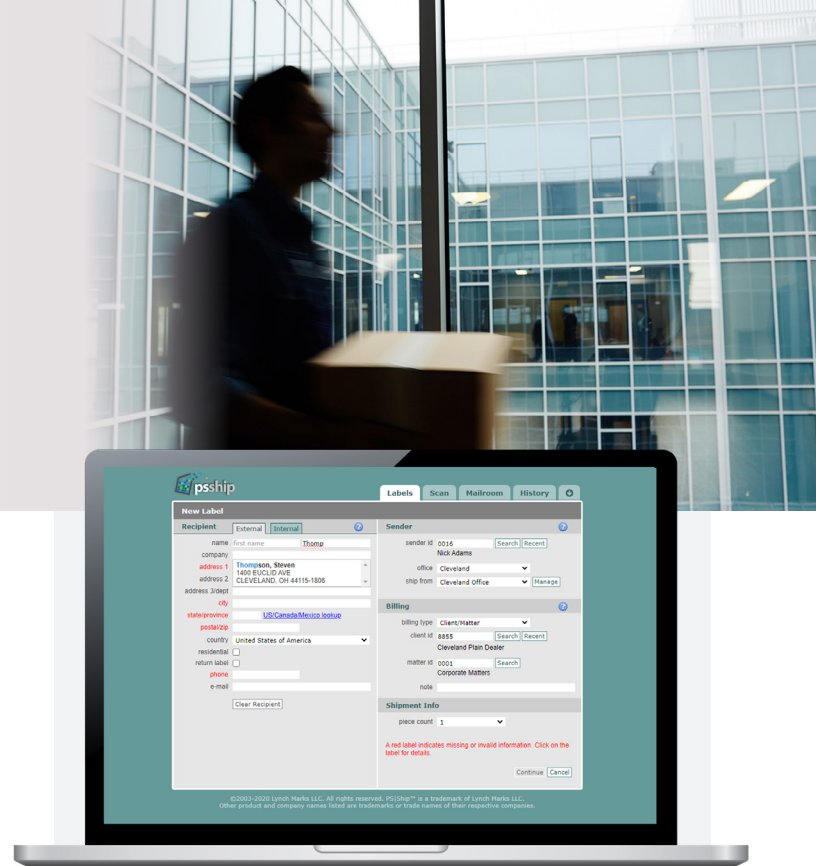 psship
Labels Scan Mailroom History
New Label
Recipient External Internal ?
name first name Thomp
company
address 1 Thompson, Steven
1400 EUCLID AVE
address 2 CLEVELAND, OH 44115-1806
address 3/dept
city
state/province US/Canada/Mexico lookup
postal/zip
country United States of America
residential
return label
phone
e-mail
Clear Recipient
Sender ?
sender id 0016 Search Recent
Nick Adams
office Cleveland
ship from Cleveland Office Manage
Billing ?
billing type Client/Matter
client id 8855 Search Recent
Cleveland Plain Dealer
matter id 0001 Search
Corporate Matters
note
Shipment Info
piece count 1
A red label indicates missing or invalid information. Click on the
label for details.
Continue Cancel
©2003-2020 Lynch Marks LLC. All rights reserved. PS|Ship™ is a trademark of Lynch Marks LLC.
Other product and company names listed are trademarks or trade names of their respective companies.